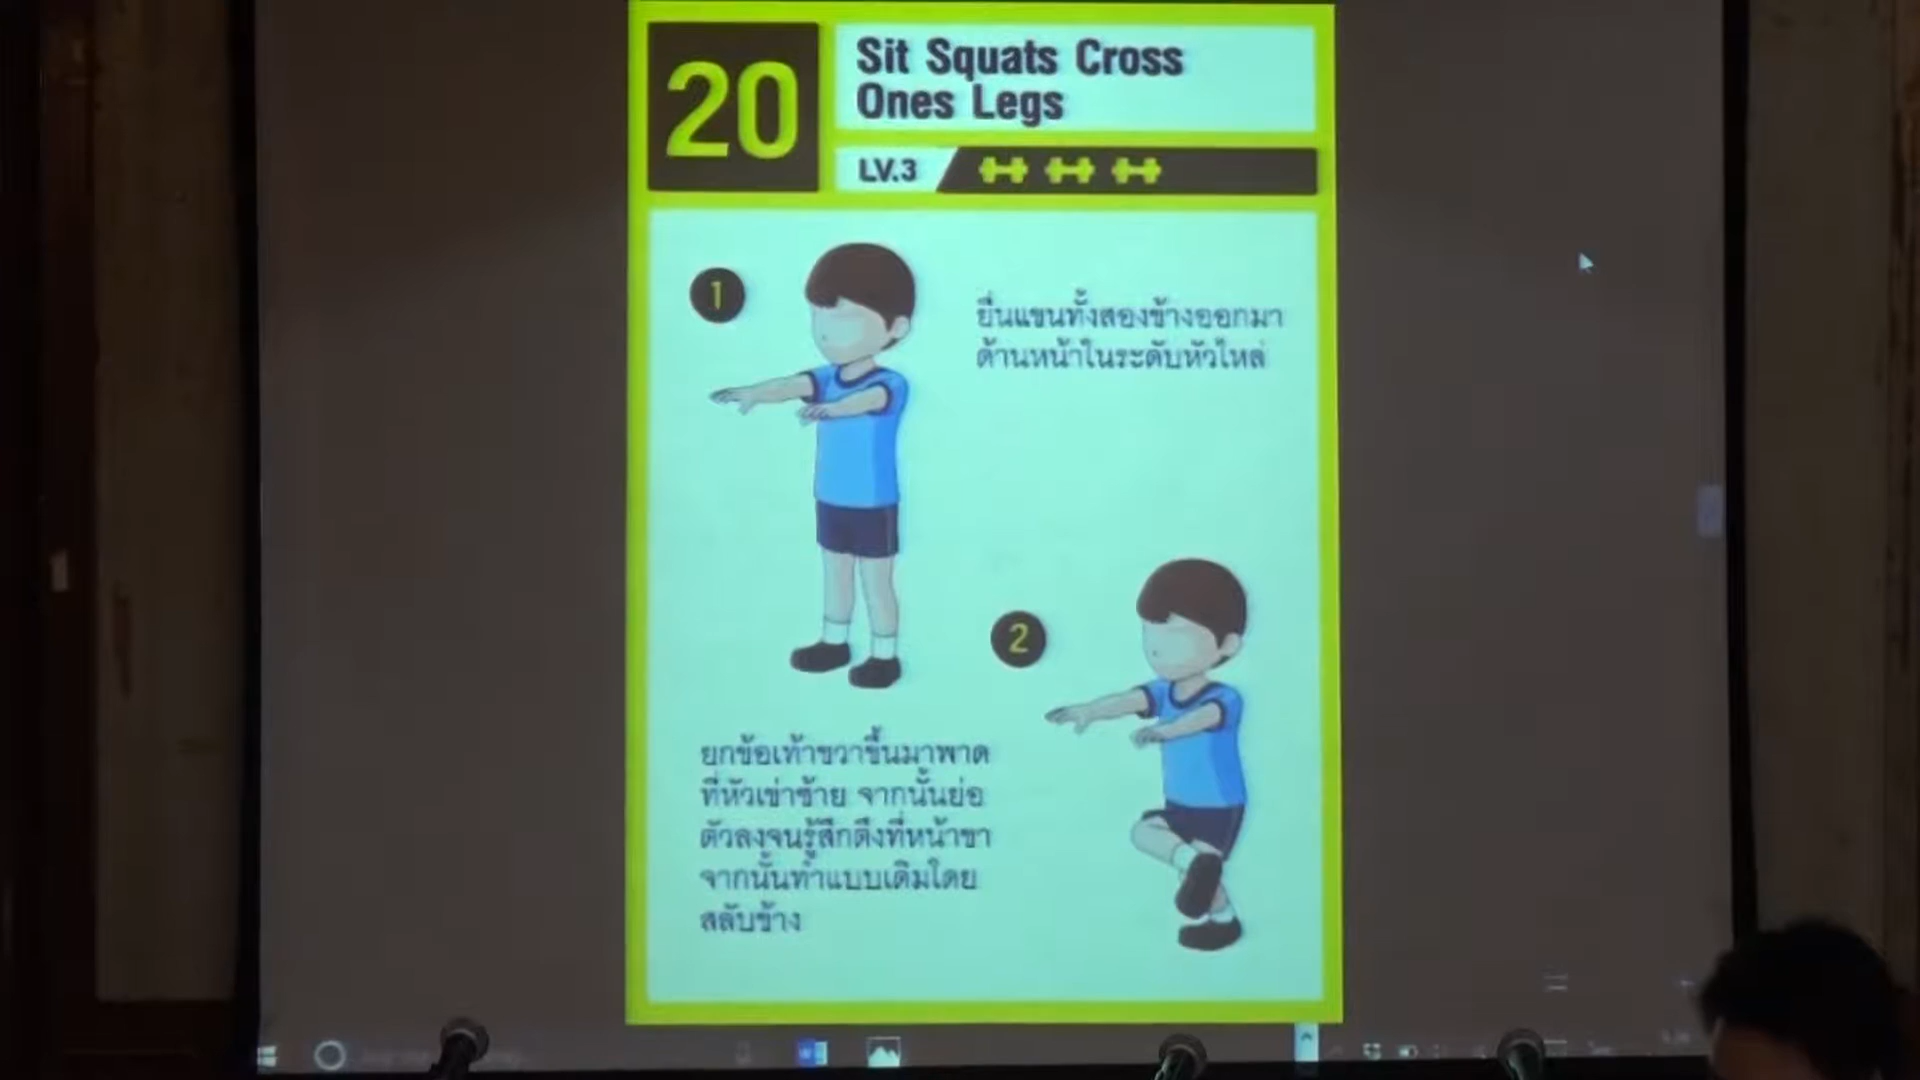 20
Sit Squats Cross
Ones Legs
LV.3
1
ยื่นแขนทั้งสองข้างออกมา
ด้านหน้าในระดับหัวไหล่
2
ยกข้อเท้าขวาขึ้นมาพาด
ที่หัวเข่าซ้าย จากนั้นย่อ
ตัวลงจนรู้สึกตึงที่หน้าขา
จากนั้นทำแบบเดิมโดย
สลับข้าง